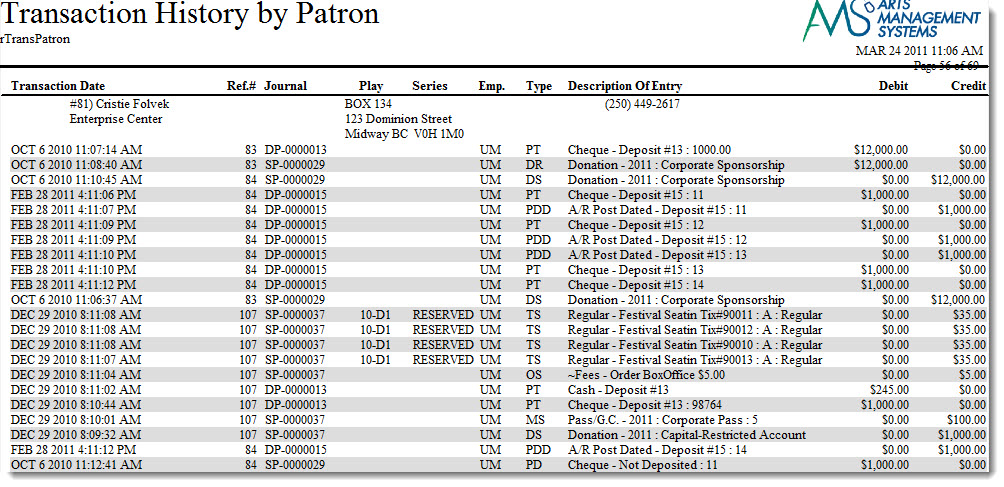 Transaction History by Patron
rTransPatron
AMS ARTS
MANAGEMENT
SYSTEMS
MAR 24 2011 11:06 AM
Page 56 of 69
Transaction Date Ref.# Journal Play Series Emp. Type Description Of Entry Debit Credit
#81) Cristie Folvek BOX 134 (250) 449-2617
Enterprise Center 123 Dominion Street
Midway BC V0H 1M0
OCT 6 2010 11:07:14 AM 83 DP-0000013 UM PT Cheque - Deposit #13 : 1000.00 $12,000.00 $0.00
OCT 6 2010 11:08:40 AM 83 SP-0000029 UM DR Donation - 2011 : Corporate Sponsorship $12,000.00 $0.00
OCT 6 2010 11:10:45 AM 84 SP-0000029 UM DS Donation - 2011 : Corporate Sponsorship $0.00 $12,000.00
FEB 28 2011 4:11:06 PM 84 DP-0000015 UM PT Cheque - Deposit #15 : 11 $1,000.00 $0.00
FEB 28 2011 4:11:07 PM 84 DP-0000015 UM PDD A/R Post Dated - Deposit #15 : 11 $0.00 $1,000.00
FEB 28 2011 4:11:09 PM 84 DP-0000015 UM PT Cheque - Deposit #15 : 12 $1,000.00 $0.00
FEB 28 2011 4:11:09 PM 84 DP-0000015 UM PDD A/R Post Dated - Deposit #15 : 12 $0.00 $1,000.00
FEB 28 2011 4:11:10 PM 84 DP-0000015 UM PDD A/R Post Dated - Deposit #15 : 13 $0.00 $1,000.00
FEB 28 2011 4:11:10 PM 84 DP-0000015 UM PT Cheque - Deposit #15 : 13 $1,000.00 $0.00
FEB 28 2011 4:11:12 PM 84 DP-0000015 UM PT Cheque - Deposit #15 : 14 $1,000.00 $0.00
OCT 6 2010 11:06:37 AM 83 SP-0000029 UM DS Donation - 2011 : Corporate Sponsorship $0.00 $12,000.00
DEC 29 2010 8:11:08 AM 107 SP-0000037 10-D1 RESERVED UM TS Regular - Festival Seatin Tix#90011 : A : Regular $0.00 $35.00
DEC 29 2010 8:11:08 AM 107 SP-0000037 10-D1 RESERVED UM TS Regular - Festival Seatin Tix#90012 : A : Regular $0.00 $35.00
DEC 29 2010 8:11:08 AM 107 SP-0000037 10-D1 RESERVED UM TS Regular - Festival Seatin Tix#90010 : A : Regular $0.00 $35.00
DEC 29 2010 8:11:07 AM 107 SP-0000037 10-D1 RESERVED UM TS Regular - Festival Seatin Tix#90013 : A : Regular $0.00 $35.00
DEC 29 2010 8:11:04 AM 107 SP-0000037 UM OS ~Fees - Order BoxOffice $5.00 $0.00 $5.00
DEC 29 2010 8:11:02 AM 107 DP-0000013 UM PT Cash - Deposit #13 $245.00 $0.00
DEC 29 2010 8:10:44 AM 107 DP-0000013 UM PT Cheque - Deposit #13 : 98764 $1,000.00 $0.00
DEC 29 2010 8:10:01 AM 107 SP-0000037 UM MS Pass/G.C. - 2011 : Corporate Pass : 5 $0.00 $100.00
DEC 29 2010 8:09:32 AM 107 SP-0000037 UM DS Donation - 2011 : Capital-Restricted Account $0.00 $1,000.00
FEB 28 2011 4:11:12 PM 84 DP-0000015 UM PDD A/R Post Dated - Deposit #15 : 14 $0.00 $1,000.00
OCT 6 2010 11:12:41 AM 84 SP-0000029 UM PD Cheque - Not Deposited : 11 $1,000.00 $0.00